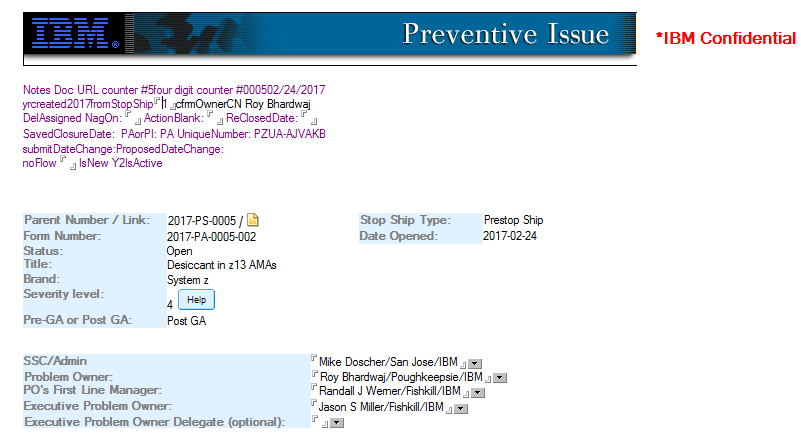 IBM®
Preventive Issue
*IBM Confidential
Notes Doc URL counter #5four digit counter #000502/24/2017
yrcreated2017fromStopShip 1 cfmOwnerCN Roy Bhardwaj
DelAssigned NagOn: ActionBlank: ReClosedDate:
SavedClosureDate: PAorPI: PA UniqueNumber: PZUA-AJVAKB
submitDateChange:ProposedDateChange:
noFlow IsNew Y2IsActive
Parent Number / Link: 2017-PS-0005 / Stop Ship Type: Prestop Ship
Form Number: 2017-PA-0005-002 Date Opened: 2017-02-24
Status: Open
Title: Desiccant in z13 AMAs
Brand: System z
Severity level: 4 Help
Pre-GA or Post GA: Post GA
SSC/Admin Mike Doscher/San Jose/IBM
Problem Owner: Roy Bhardwaj/Poughkeepsie/IBM
PO's First Line Manager: Randall J Werner/Fishkill/IBM
Executive Problem Owner: Jason S Miller/Fishkill/IBM
Executive Problem Owner Delegate (optional):